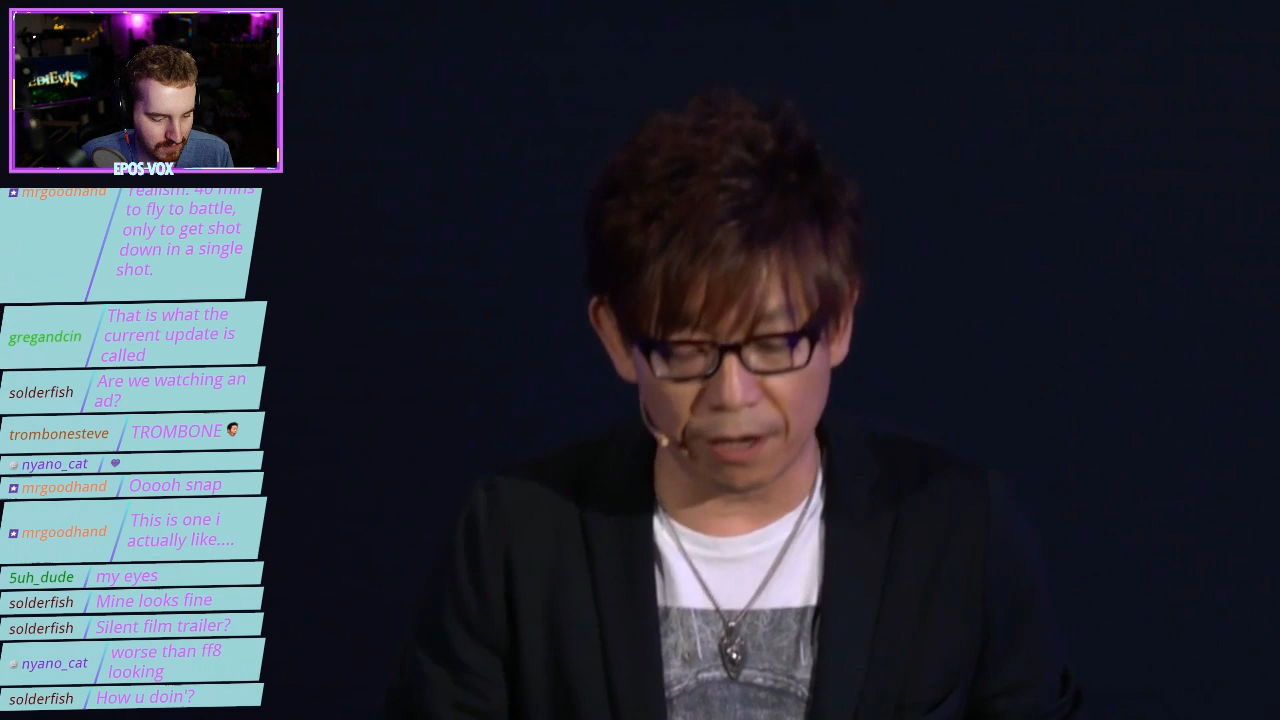 EDIEVIL
EPOS VOX
mrgoodhand
realism. 40 mins
to fly to battle,
only to get shot
down in a single
shot.
gregandcin
That is what the
current update is
called
solderfish
Are we watching an
ad?
trombonesteve
TROMBONE
nyano_cat
mrgoodhand
Ooooh snap
mrgoodhand
This is one i
actually like....
5uh_dude
my eyes
solderfish
Mine looks fine
solderfish
Silent film trailer?
nyano_cat
worse than ff8
looking
solderfish
How u doin'?